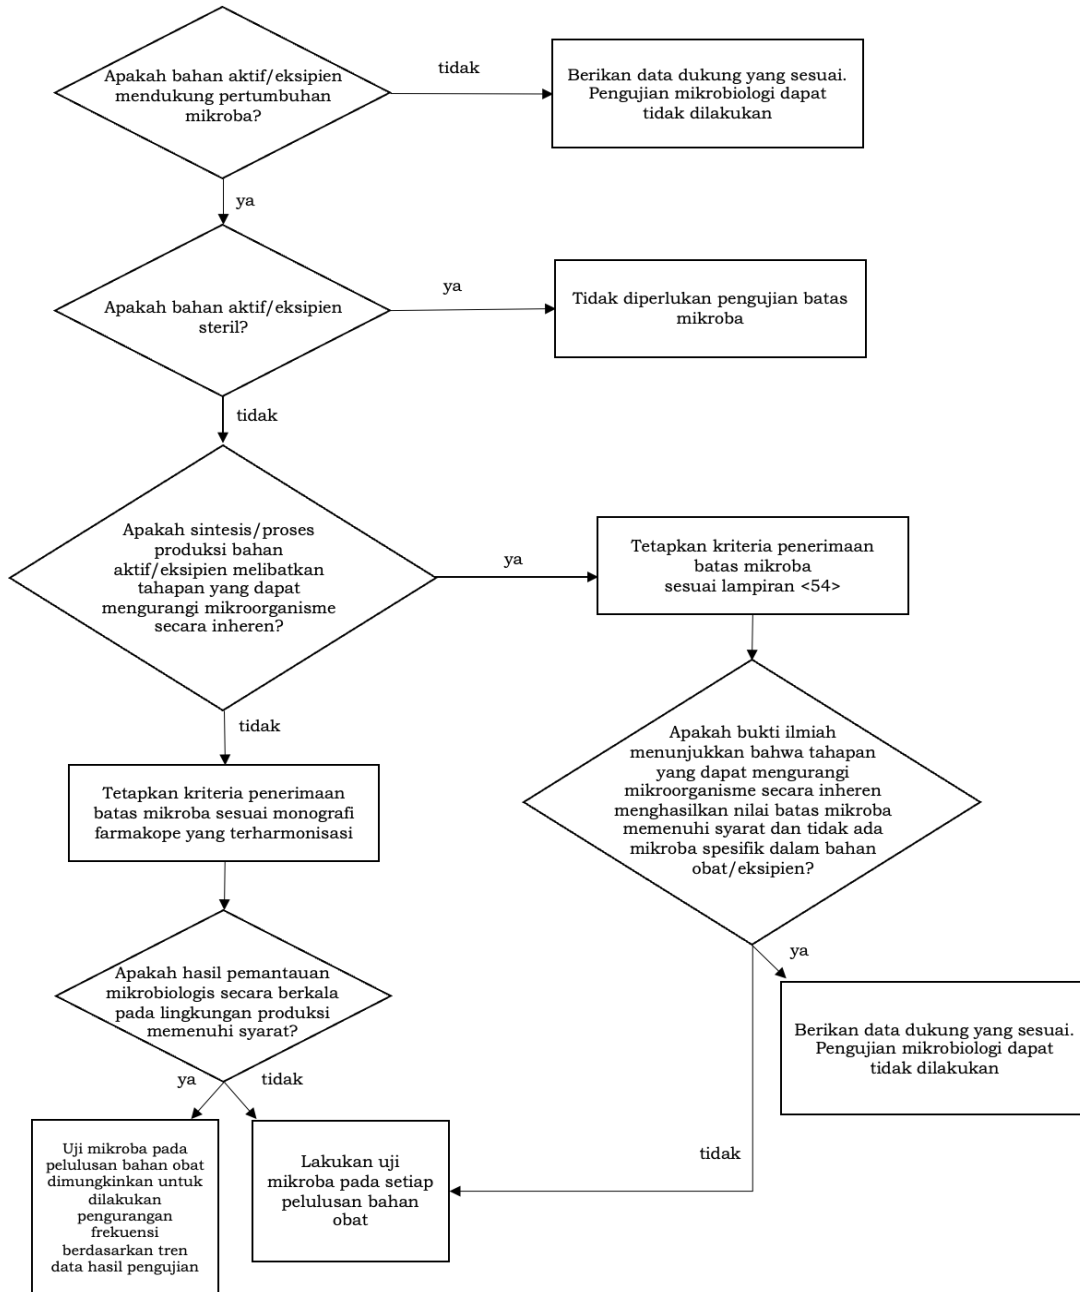 Apakah bahan aktif/eksipien
mendukung pertumbuhan
mikroba?
tidak
Berikan data dukung yang sesuai.
Pengujian mikrobiologi dapat
tidak dilakukan
ya
Apakah bahan aktif/eksipien
steril?
ya
Tidak diperlukan pengujian batas
mikroba
tidak
Apakah sintesis/proses
produksi bahan
aktif/eksipien melibatkan
tahapan yang dapat
mengurangi mikroorganisme
secara inheren?
ya
Tetapkan kriteria penerimaan
batas mikroba
sesuai lampiran <54>
tidak
Tetapkan kriteria penerimaan
batas mikroba sesuai monografi
farmakope yang terharmonisasi
Apakah bukti ilmiah
menunjukkan bahwa tahapan
yang dapat mengurangi
mikroorganisme secara inheren
menghasilkan nilai batas mikroba
memenuhi syarat dan tidak ada
mikroba spesifik dalam bahan
obat/eksipien?
ya
Berikan data dukung yang sesuai.
Pengujian mikrobiologi dapat
tidak dilakukan
Apakah hasil pemantauan
mikrobiologis secara berkala
pada lingkungan produksi
memenuhi syarat?
ya
tidak
Uji mikroba pada
pelulusan bahan obat
dimungkinkan untuk
dilakukan
pengurangan
frekuensi
berdasarkan tren
data hasil pengujian
Lakukan uji
mikroba pada setiap
pelulusan bahan
obat
tidak